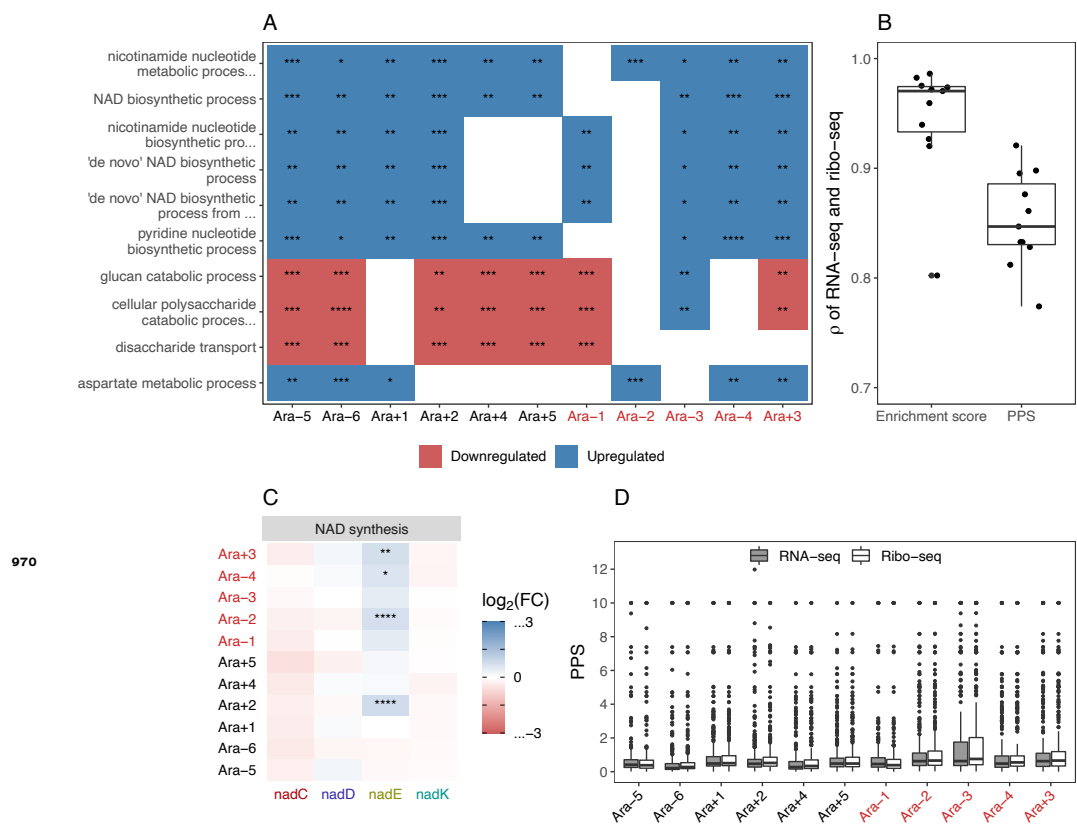 A
B
nicotinamide nucleotide
metabolic proces...
*** * ** *** ** ** *** * ** **
NAD biosynthetic process
*** ** ** *** ** ** ** *** ***
nicotinamide nucleotide
biosynthetic pro...
** ** ** *** ** * ** **
'de novo' NAD biosynthetic
process
** ** ** *** ** * ** **
'de novo' NAD biosynthetic
process from ...
** ** ** *** ** * ** **
pyridine nucleotide
biosynthetic process
*** * ** *** ** ** * **** ***
glucan catabolic process
*** *** ** *** *** *** ** **
cellular polysaccharide
catabolic proces...
*** **** ** *** *** *** ** **
disaccharide transport
*** *** *** *** *** ***
aspartate metabolic process
** *** * *** ** **
Ara−5 Ara−6 Ara+1 Ara+2 Ara+4 Ara+5 Ara−1 Ara−2 Ara−3 Ara−4 Ara+3
Downregulated Upregulated
ρ of RNA−seq and ribo−seq
1.0
0.9
0.8
0.7
Enrichment score PPS
C
NAD synthesis
970
Ara+3 **
Ara−4 *
Ara−3
Ara−2 ****
Ara−1
Ara+5
Ara+4
Ara+2 ****
Ara+1
Ara−6
Ara−5
nadC nadD nadE nadK
log2(FC)
...3
0
...−3
D
RNA−seq Ribo−seq
PPS
12
10
8
6
4
2
0
Ara−5 Ara−6 Ara+1 Ara+2 Ara+4 Ara+5 Ara−1 Ara−2 Ara−3 Ara−4 Ara+3